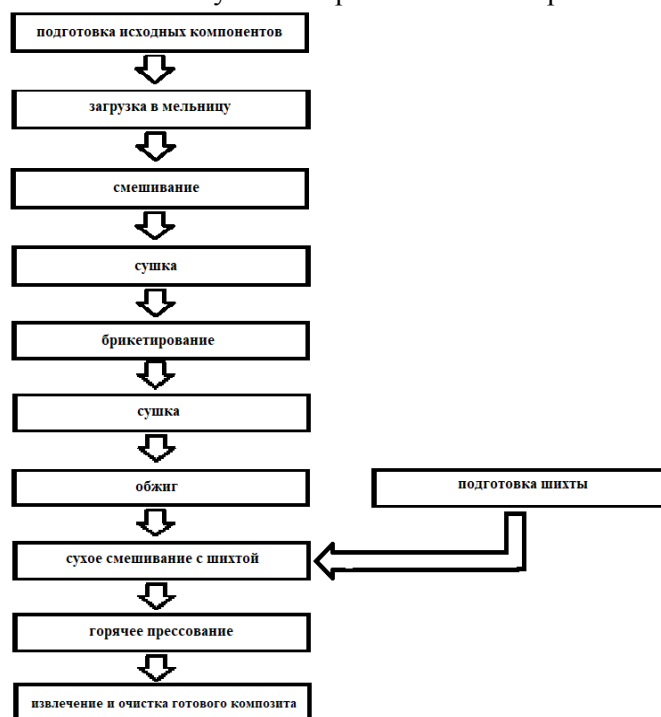 подготовка исходных компонентов
загрузка в мельницу
смешивание
сушка
брикетирование
сушка
обжиг
подготовка шихты
сухое смешивание с шихтой
горячее прессование
извлечение и очистка готового композита